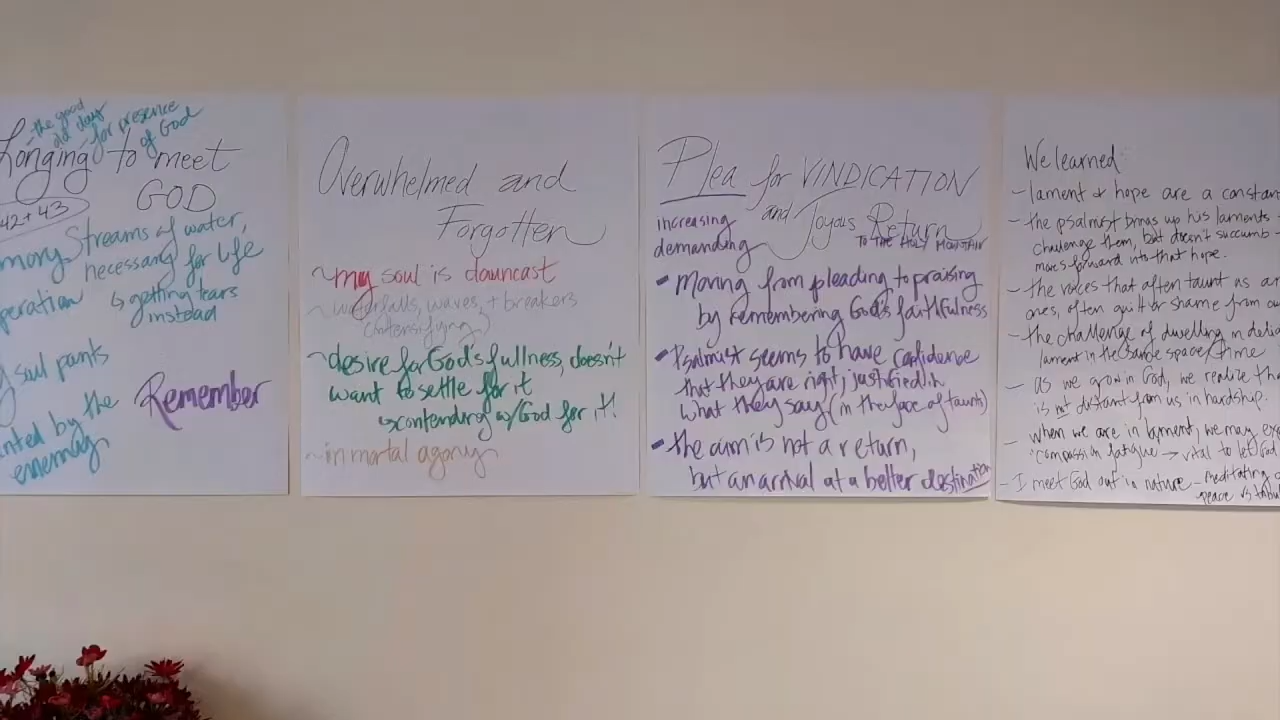 - the good
old day
- for presence
of God
Longing to meet
GOD
42+43
Streams of water,
necessary for life
↳ getting tears
instead
soul pants
by the
enemy
Remember
Overwhelmed and
Forgotten
~ my soul is downcast
~ waterfalls, waves, + breakers
(intensifying)
~ desire for God's fullness, doesn't
want to settle for it
↳ contending w/God for it!
~ in mortal agony
Plea for VINDICATION
and Joyous Return
TO THE HOLY MOUNTAIN
increasing
demanding
- Moving from pleading to praising
by remembering God's faithfulness
- Psalmist seems to have confidence
that they are right, justified in
what they say (in the face of taunts)
- the aim is not a return,
but an arrival at a better destination
We learned:
- lament & hope are a constan
- the psalmist brings up his laments
challenge them, but doesn't succumb -
moves forward into that hope.
- the voices that often taunt us are
ones, often guilt or shame from
- the challenge of dwelling in
lament in the same space/time
- as we grow in God, we realize tha
is not distant from us in hardship.
- when we are in lament, we may
"compassion fatigue → vital to let God
- I meet God out in nature - meditating
peace is